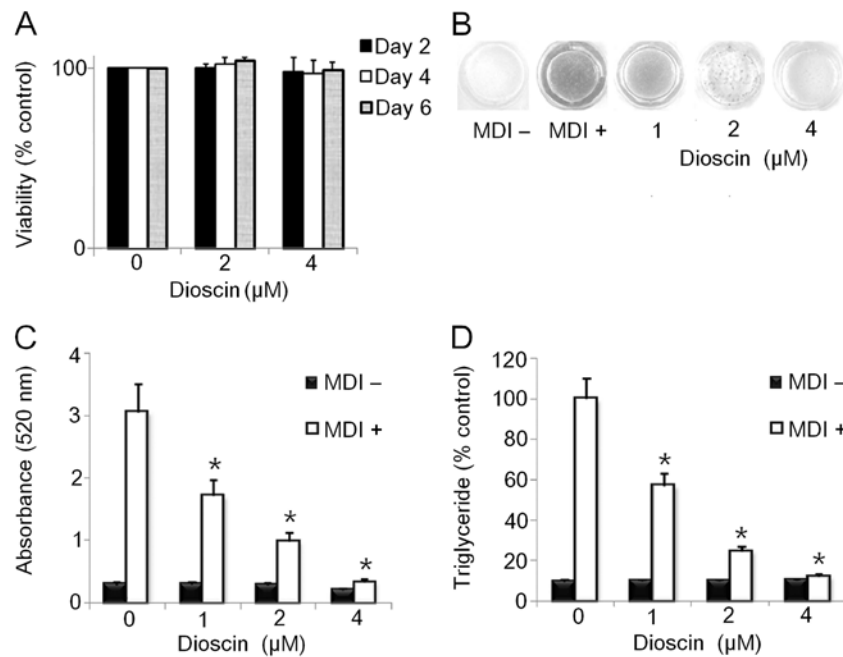 A
Viability (% control)
100
0
0 2 4
Dioscin (µM)
Day 2
Day 4
Day 6
B
MDI – MDI + 1 2 4
Dioscin (µM)
C
Absorbance (520 nm)
4
3
2
1
0
* * *
0 1 2 4
Dioscin (µM)
MDI –
MDI +
D
Triglyceride (% control)
120
100
80
60
40
20
0
* * *
0 1 2 4
Dioscin (µM)
MDI –
MDI +